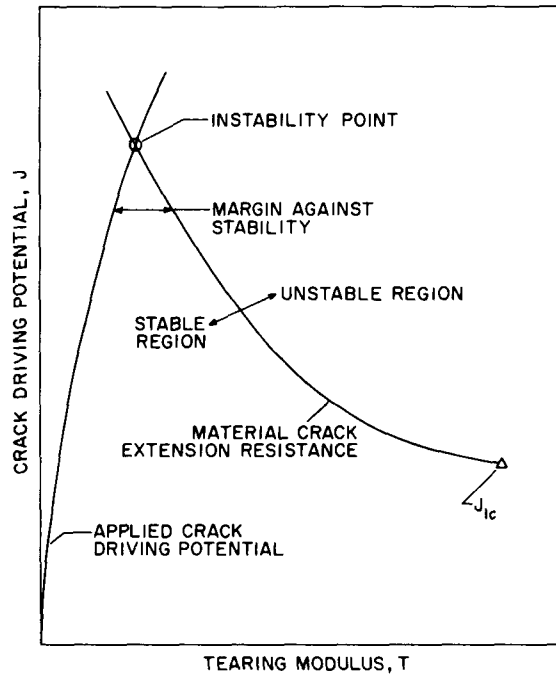 INSTABILITY POINT
MARGIN AGAINST
STABILITY
UNSTABLE REGION
STABLE
REGION
MATERIAL CRACK
EXTENSION RESISTANCE
J1c
APPLIED CRACK
DRIVING POTENTIAL
CRACK DRIVING POTENTIAL, J
TEARING MODULUS, T